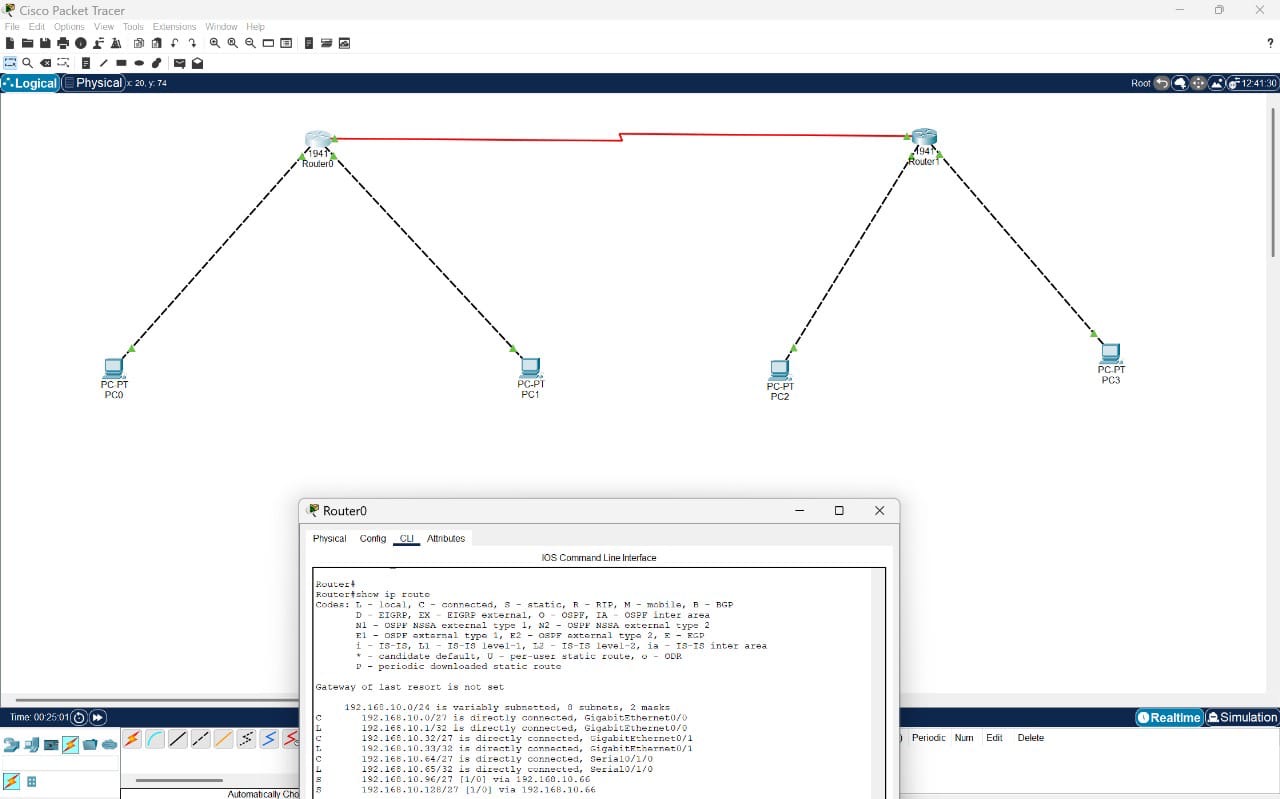 Cisco Packet Tracer
File Edit Options View Tools Extensions Window Help
?
Logical Physical x: 20, y: 74 Root 12:41:30
1941
Router0
1941
Router1
PC-PT
PC0
PC-PT
PC1
PC-PT
PC2
PC-PT
PC3
Router0
Physical Config CLI Attributes
IOS Command Line Interface
Router#
Router#show ip route
Codes: L - local, C - connected, S - static, R - RIP, M - mobile, B - BGP
D - EIGRP, EX - EIGRP external, O - OSPF, IA - OSPF inter area
N1 - OSPF NSSA external type 1, N2 - OSPF NSSA external type 2
E1 - OSPF external type 1, E2 - OSPF external type 2, E - EGP
i - IS-IS, L1 - IS-IS level-1, L2 - IS-IS level-2, ia - IS-IS inter area
* - candidate default, U - per-user static route, o - ODR
P - periodic downloaded static route
Gateway of last resort is not set
192.168.10.0/24 is variably subnetted, 8 subnets, 2 masks
C 192.168.10.0/27 is directly connected, GigabitEthernet0/0
L 192.168.10.1/32 is directly connected, GigabitEthernet0/0
C 192.168.10.32/27 is directly connected, GigabitEthernet0/1
L 192.168.10.33/32 is directly connected, GigabitEthernet0/1
C 192.168.10.64/27 is directly connected, Serial0/1/0
L 192.168.10.65/32 is directly connected, Serial0/1/0
S 192.168.10.96/27 [1/0] via 192.168.10.66
S 192.168.10.128/27 [1/0] via 192.168.10.66
Time: 00:25:01 Realtime Simulation
) Periodic Num Edit Delete
Automatically Cho